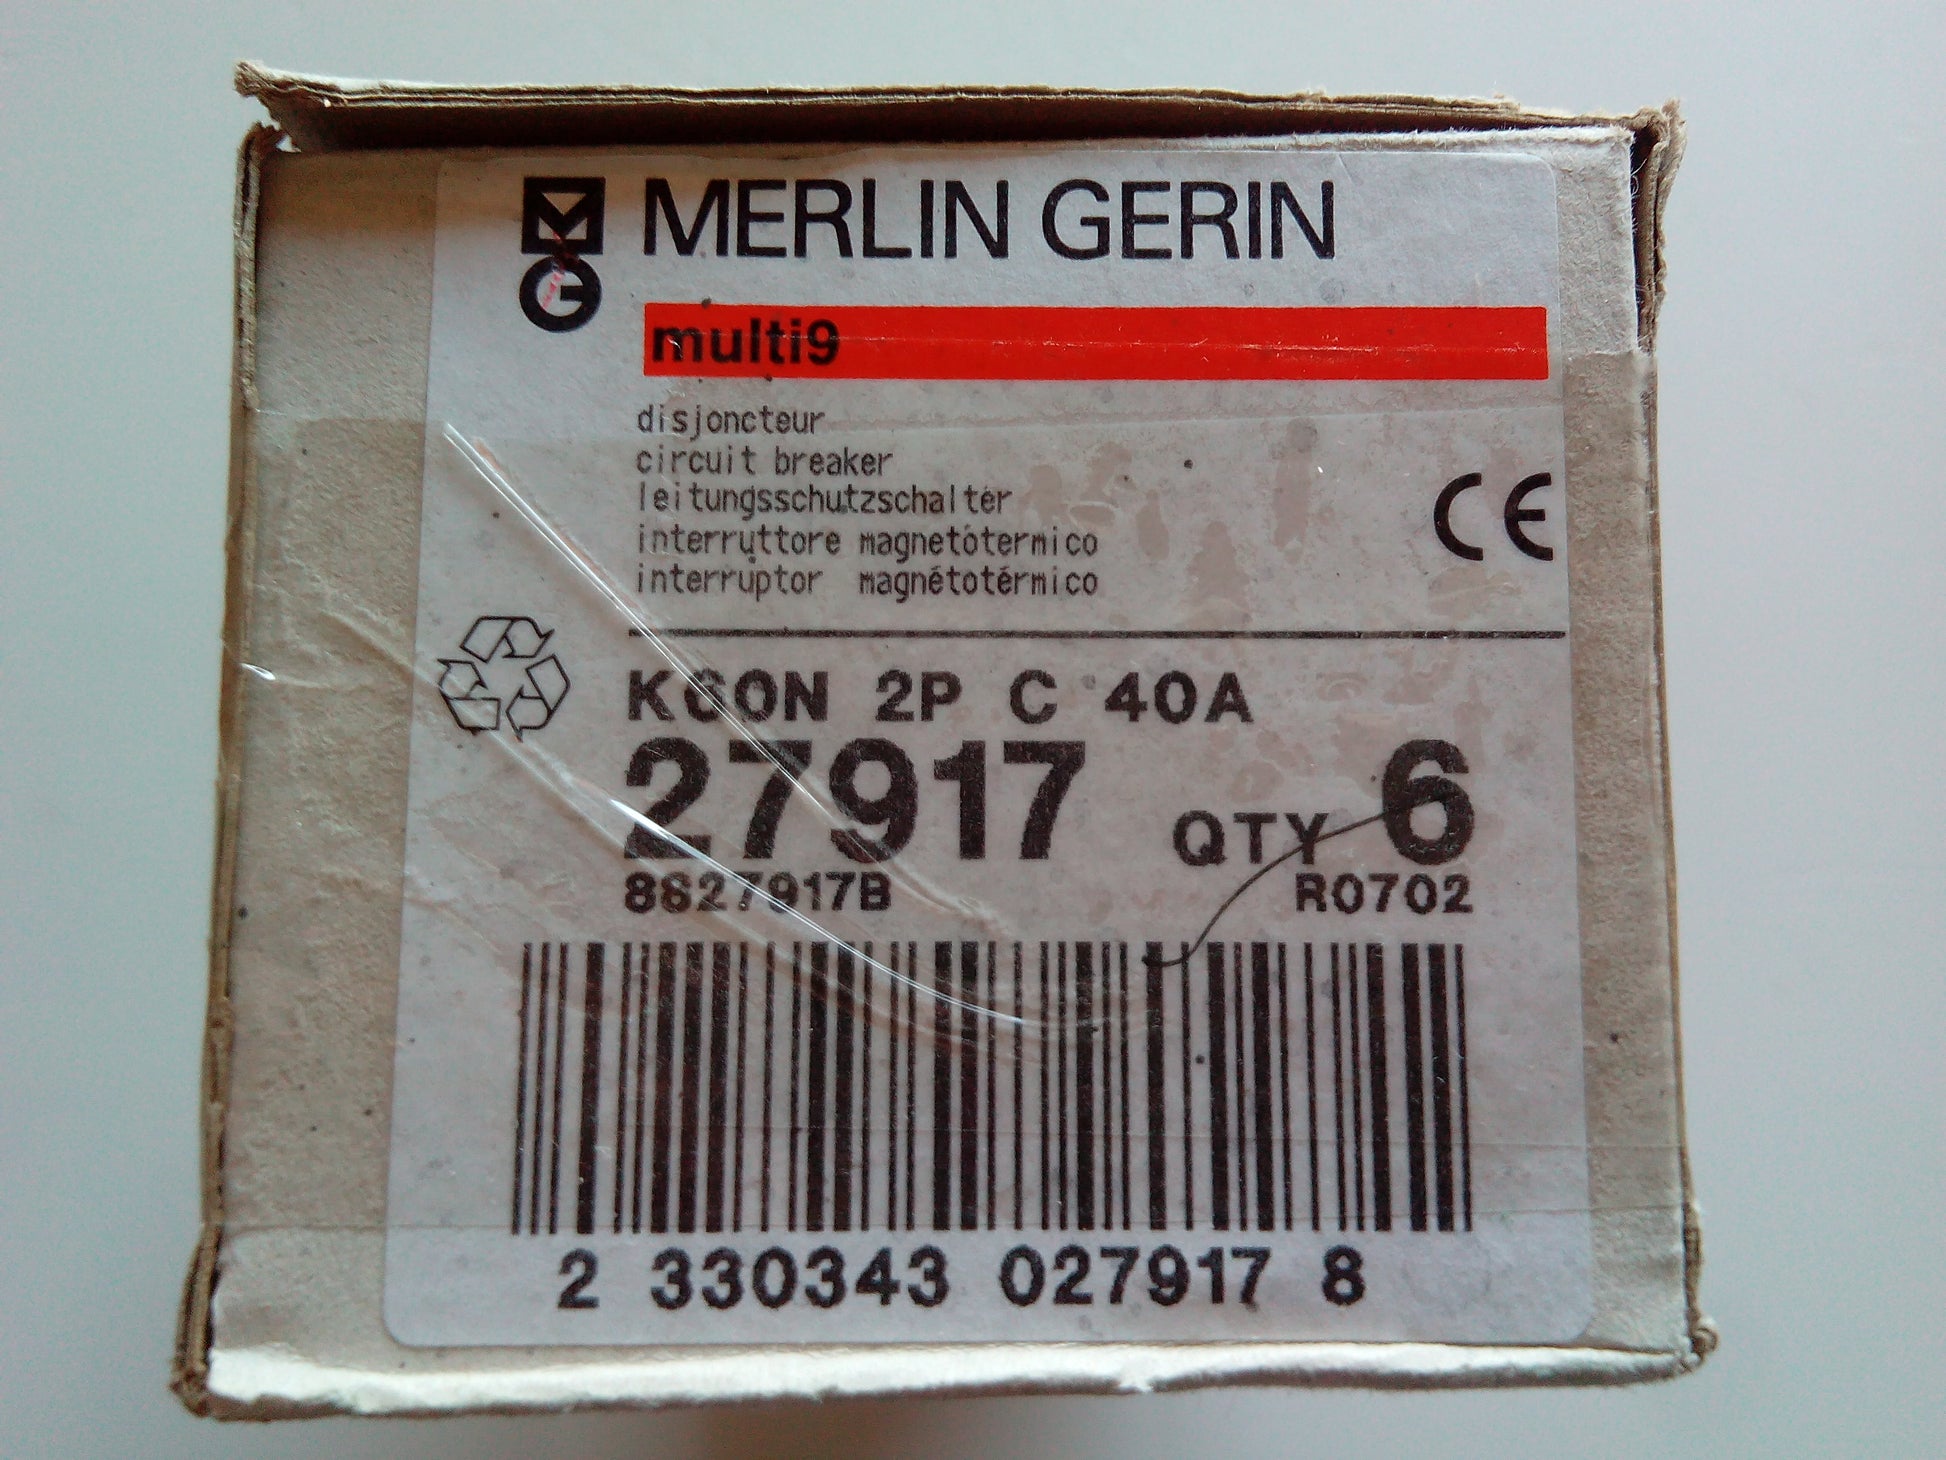 MERLIN GERIN
multi9
disjoncteur
circuit breaker
leitungsschutzschalter
interruttore magnetotermico
interruptor magnétotérmico
CE
K60N 2P C 40A
27917 QTY 6
8627917B R0702
2 330343 027917 8